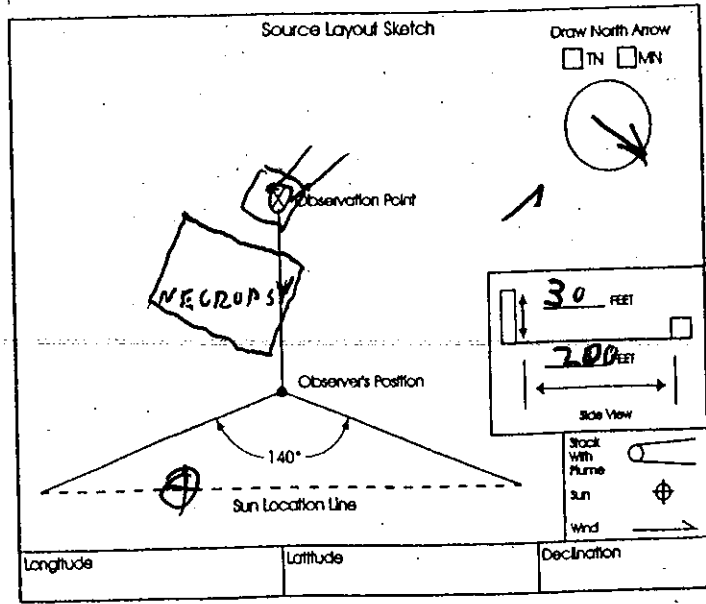 Source Layout Sketch
Draw North Arrow
TN MN
Observation Point
NECROPSY
30 FEET
200 FEET
Side View
Observer's Position
140°
Sun Location Line
Stack With Plume
Sun
Wind
Longitude
Latitude
Declination